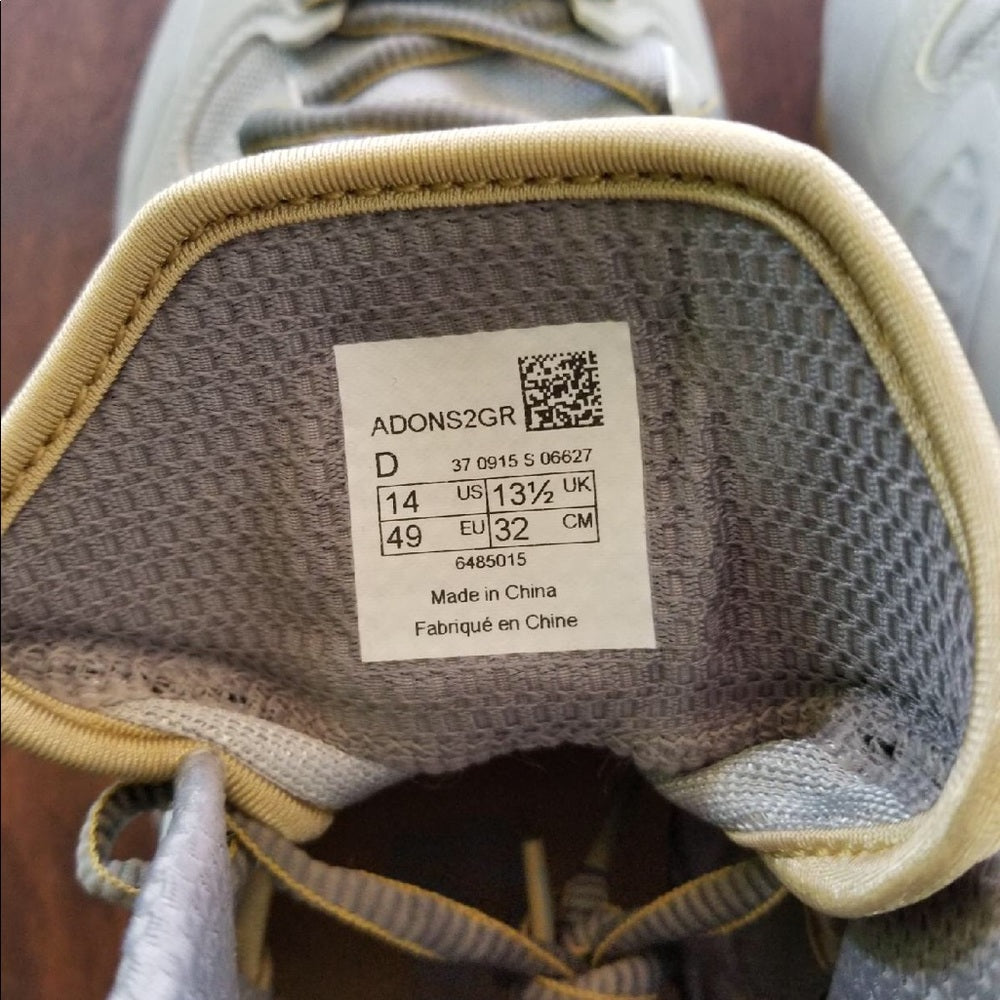 ADONS2GR
D 37 0915 S 06627
14 US 13½ UK
49 EU 32 CM
6485015
Made in China
Fabriqué en Chine